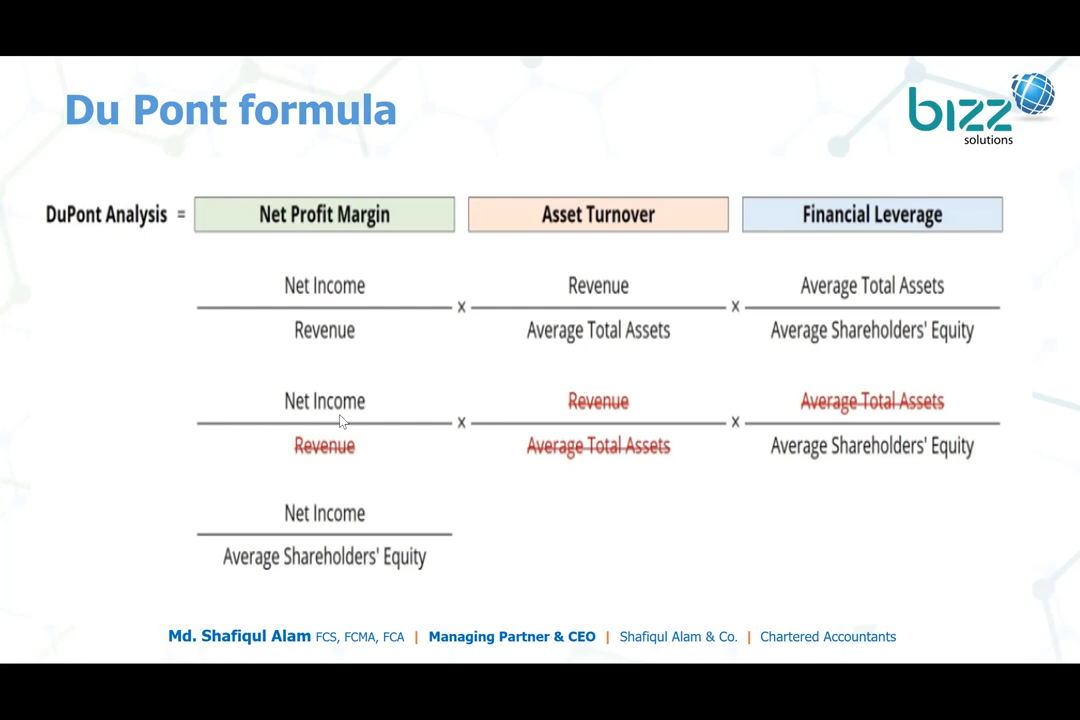 Du Pont formula
bizz
solutions
DuPont Analysis = Net Profit Margin Asset Turnover Financial Leverage
Net Income Revenue Average Total Assets
x x
Revenue Average Total Assets Average Shareholders' Equity
Net Income Revenue Average Total Assets
x x
Revenue Average Total Assets Average Shareholders' Equity
Net Income
Average Shareholders' Equity
Md. Shafiqul Alam FCS, FCMA, FCA | Managing Partner & CEO | Shafiqul Alam & Co. | Chartered Accountants